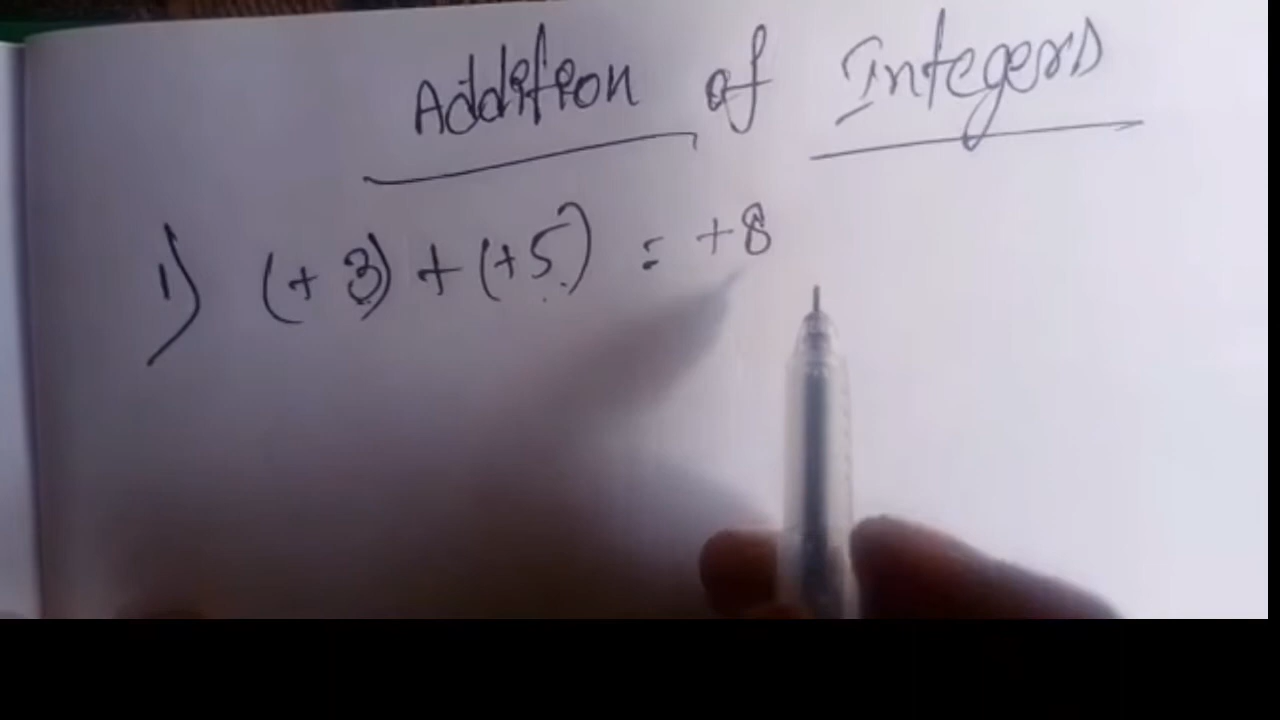 Addition of Integers
1) (+3) + (+5) = +8